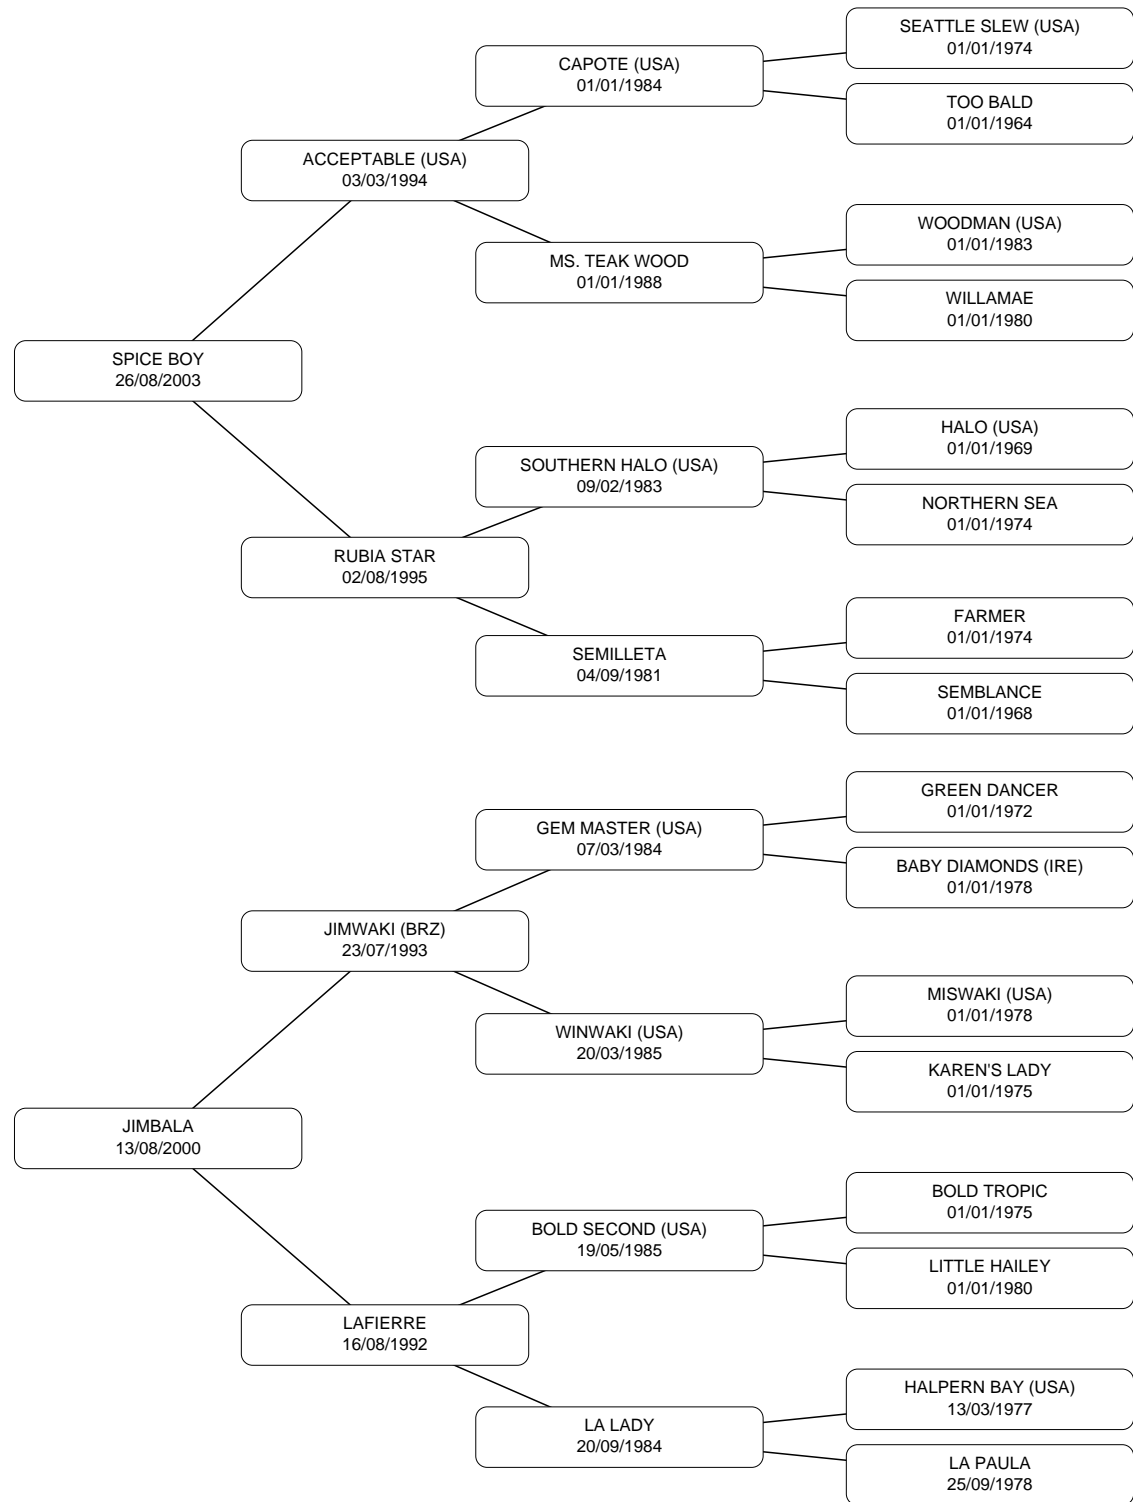 SEATTLE SLEW (USA)
01/01/1974
CAPOTE (USA)
01/01/1984
TOO BALD
01/01/1964
ACCEPTABLE (USA)
03/03/1994
WOODMAN (USA)
01/01/1983
MS. TEAK WOOD
01/01/1988
WILLAMAE
01/01/1980
SPICE BOY
26/08/2003
HALO (USA)
01/01/1969
SOUTHERN HALO (USA)
09/02/1983
NORTHERN SEA
01/01/1974
RUBIA STAR
02/08/1995
FARMER
01/01/1974
SEMILLETA
04/09/1981
SEMBLANCE
01/01/1968
GREEN DANCER
01/01/1972
GEM MASTER (USA)
07/03/1984
BABY DIAMONDS (IRE)
01/01/1978
JIMWAKI (BRZ)
23/07/1993
MISWAKI (USA)
01/01/1978
WINWAKI (USA)
20/03/1985
KAREN'S LADY
01/01/1975
JIMBALA
13/08/2000
BOLD TROPIC
01/01/1975
BOLD SECOND (USA)
19/05/1985
LITTLE HAILEY
01/01/1980
LAFIERRE
16/08/1992
HALPERN BAY (USA)
13/03/1977
LA LADY
20/09/1984
LA PAULA
25/09/1978